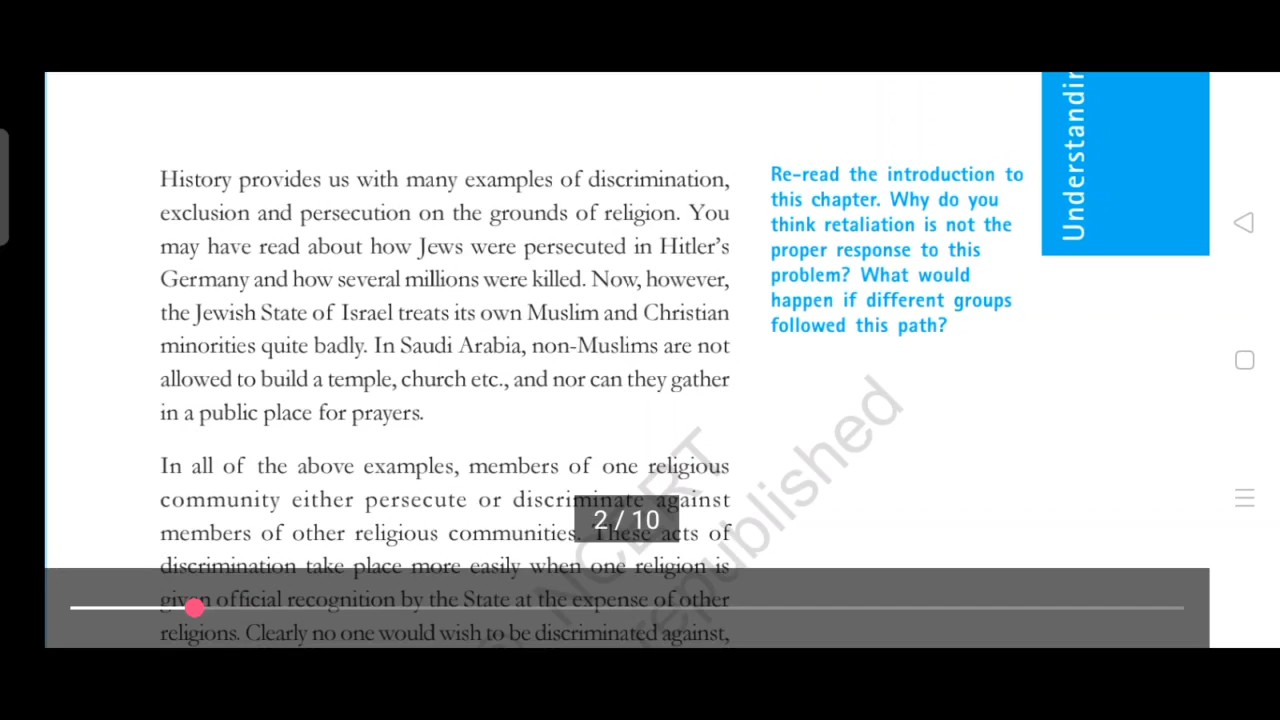 History provides us with many examples of discrimination,
exclusion and persecution on the grounds of religion. You
may have read about how Jews were persecuted in Hitler's
Germany and how several millions were killed. Now, however,
the Jewish State of Israel treats its own Muslim and Christian
minorities quite badly. In Saudi Arabia, non-Muslims are not
allowed to build a temple, church etc., and nor can they gather
in a public place for prayers.
In all of the above examples, members of one religious
community either persecute or discriminate against
members of other religious communities. These acts of
discrimination take place more easily when one religion is
given official recognition by the State at the expense of other
religions. Clearly no one would wish to be discriminated against,
Re-read the introduction to
this chapter. Why do you
think retaliation is not the
proper response to this
problem? What would
happen if different groups
followed this path?
Understandin
2 / 10
NCERT
republished